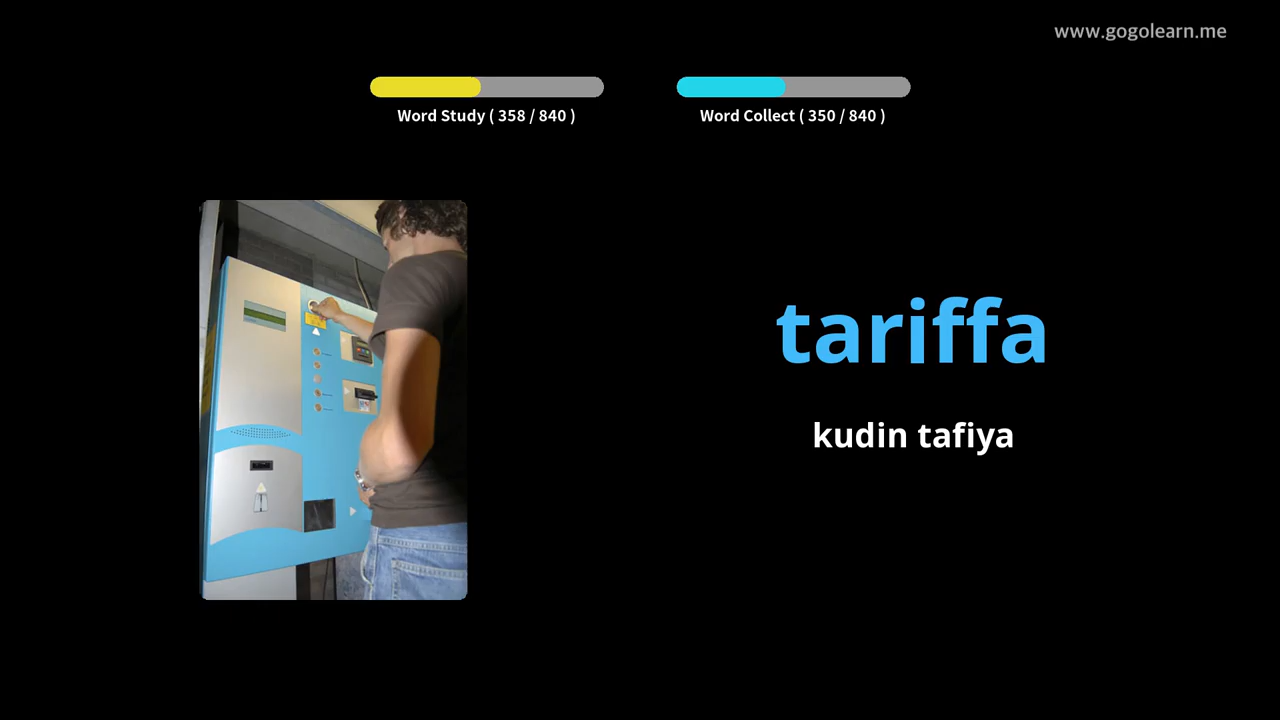 www.gogolearn.me
Word Study ( 358 / 840 )
Word Collect ( 350 / 840 )
tariffa
kudin tafiya